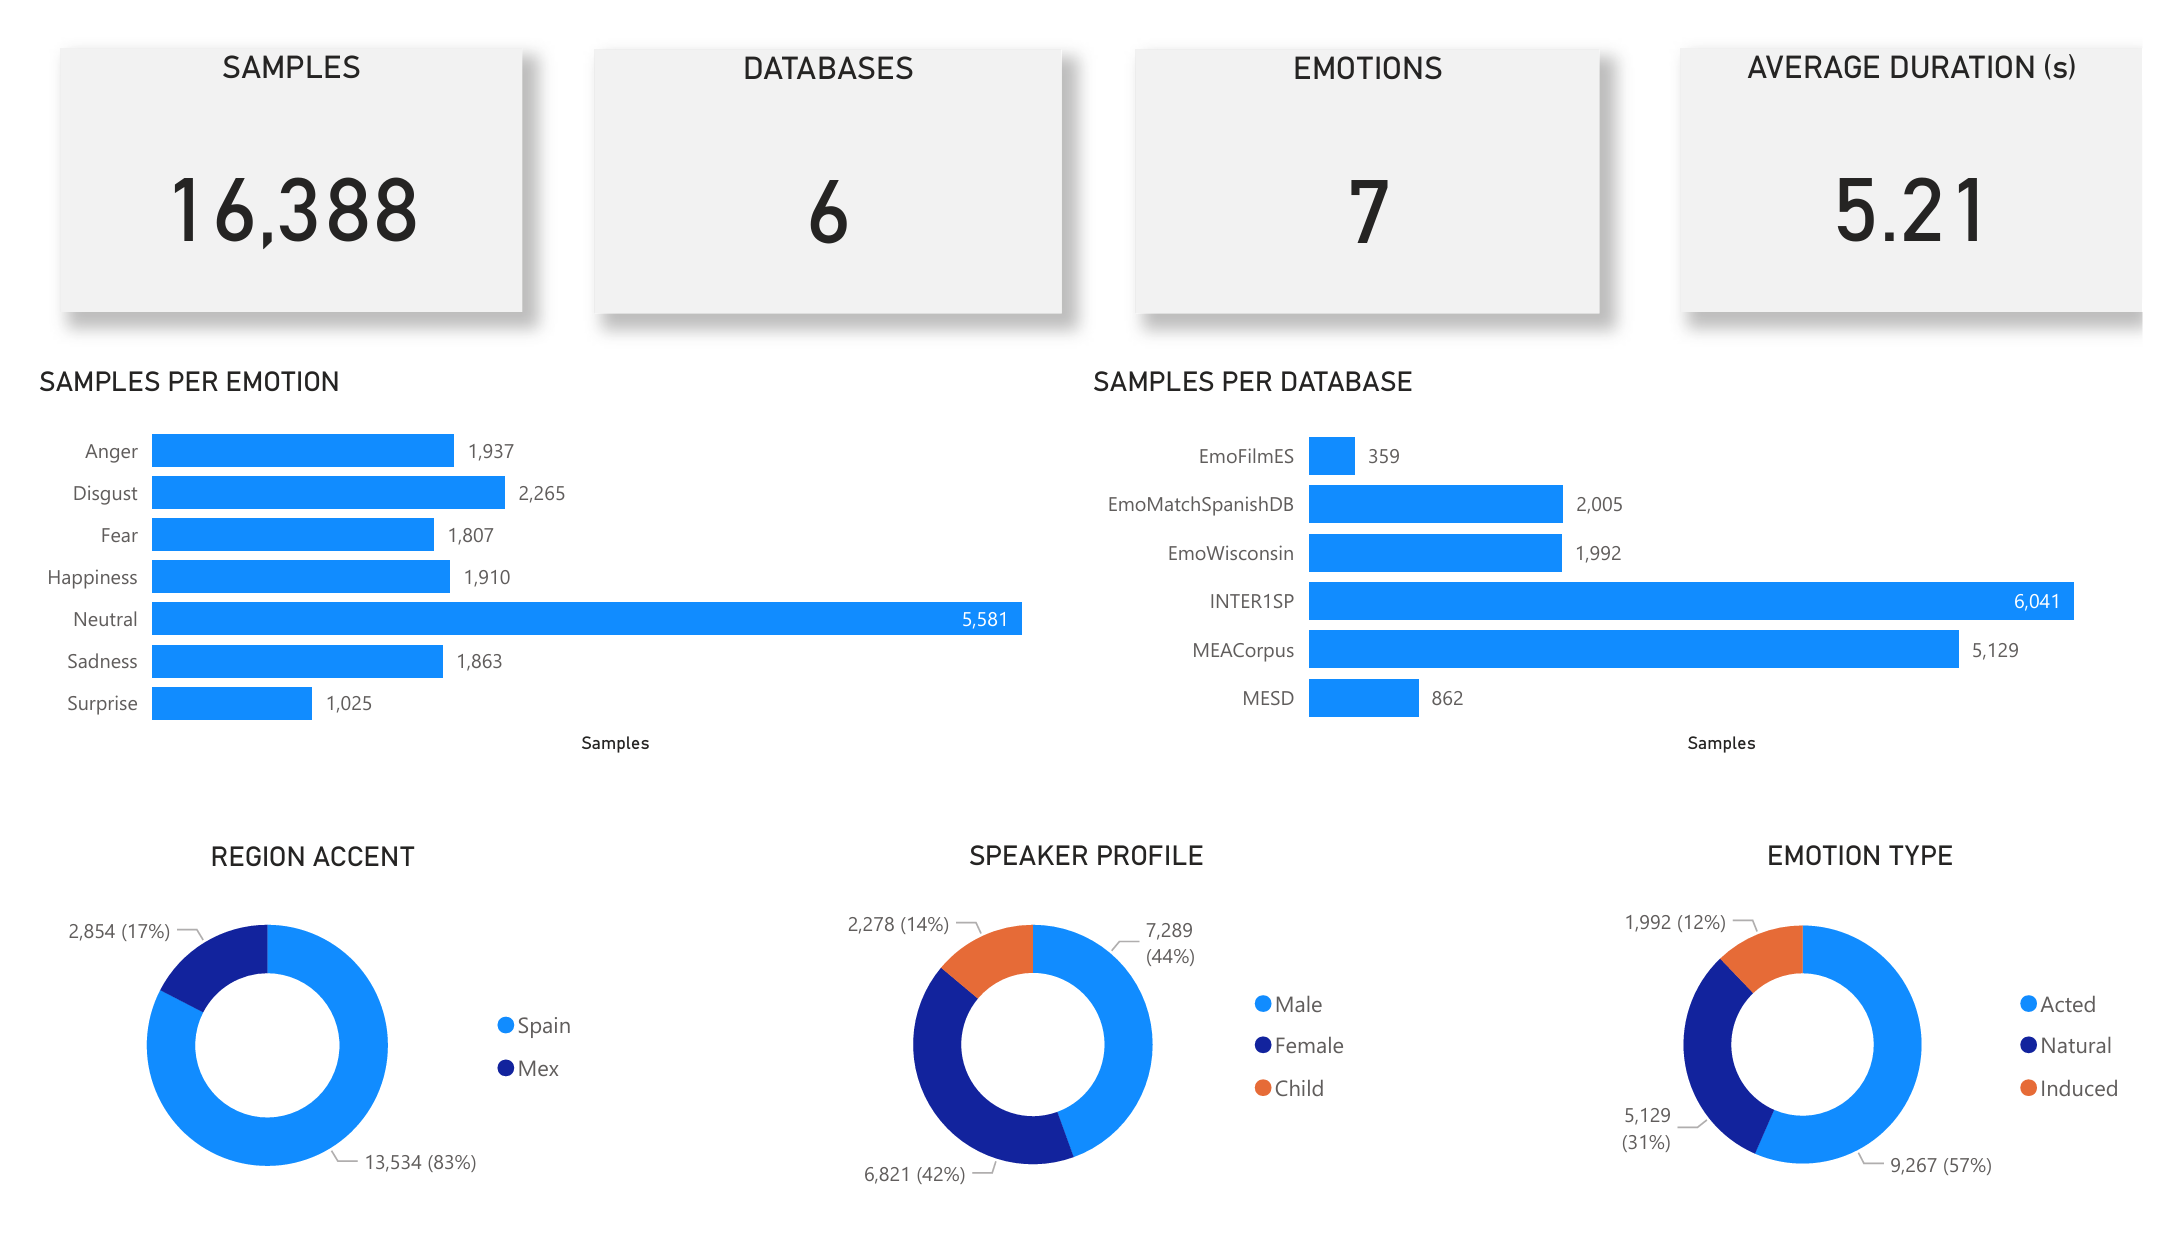 SAMPLES
16,388
DATABASES
6
EMOTIONS
7
AVERAGE DURATION (s)
5.21
SAMPLES PER EMOTION
Anger 1,937
Disgust 2,265
Fear 1,807
Happiness 1,910
Neutral 5,581
Sadness 1,863
Surprise 1,025
Samples
SAMPLES PER DATABASE
EmoFilmES 359
EmoMatchSpanishDB 2,005
EmoWisconsin 1,992
INTER1SP 6,041
MEACorpus 5,129
MESD 862
Samples
REGION ACCENT
2,854 (17%)
13,534 (83%)
Spain
Mex
SPEAKER PROFILE
2,278 (14%)
7,289
(44%)
6,821 (42%)
Male
Female
Child
EMOTION TYPE
1,992 (12%)
5,129
(31%)
9,267 (57%)
Acted
Natural
Induced